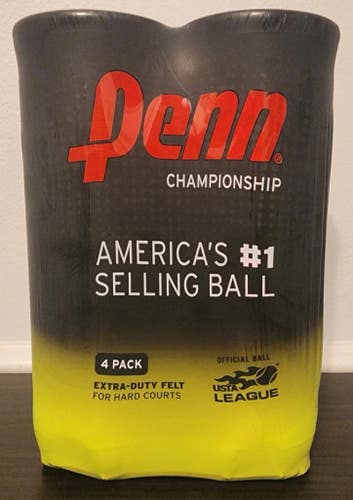 Penn®
CHAMPIONSHIP
AMERICA'S #1
SELLING BALL
4 PACK
EXTRA-DUTY FELT
FOR HARD COURTS
OFFICIAL BALL
USTA
LEAGUE